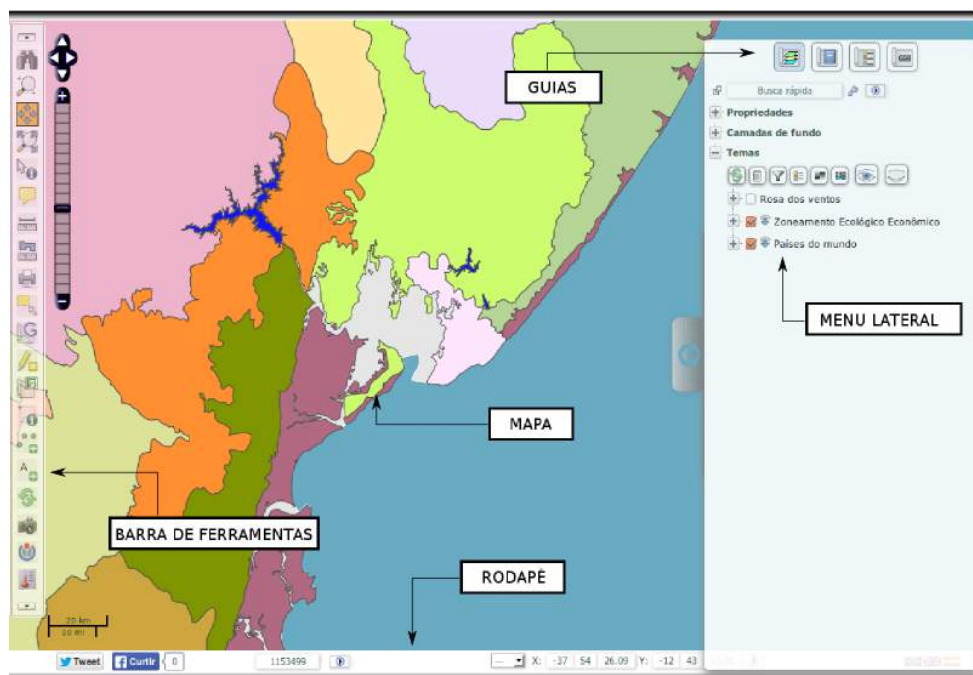 GUIAS
Busca rápida
Propriedades
Camadas de fundo
Temas
Rosa dos ventos
Zoneamento Ecológico Econômico
Paises do mundo
MENU LATERAL
MAPA
BARRA DE FERRAMENTAS
RODAPÉ
20 km
20 mi
Tweet Curtir 0 1153499 X: -37 54 26.09 Y: -12 43